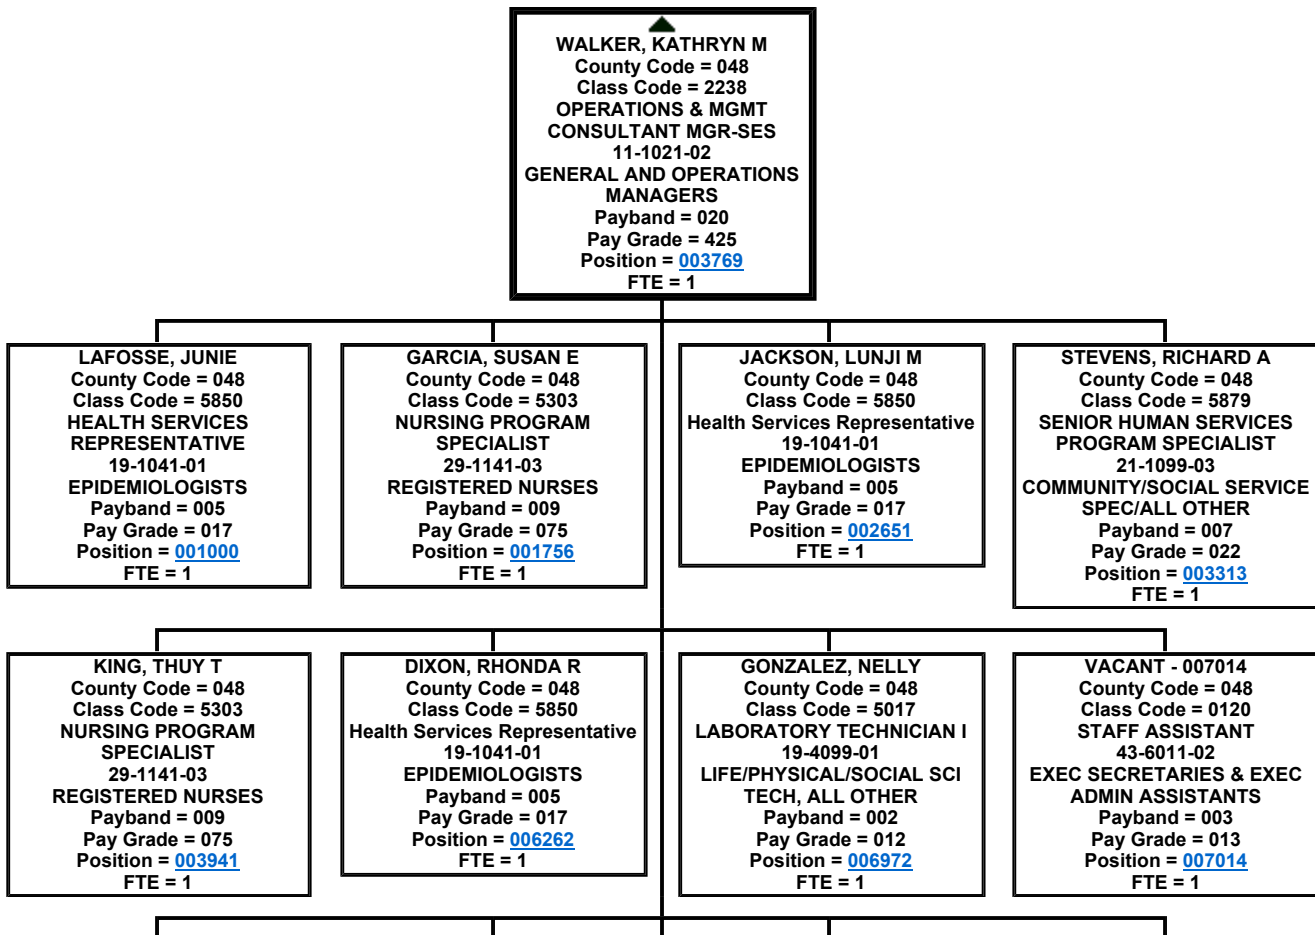 WALKER, KATHRYN M
County Code = 048
Class Code = 2238
OPERATIONS & MGMT
CONSULTANT MGR-SES
11-1021-02
GENERAL AND OPERATIONS
MANAGERS
Payband = 020
Pay Grade = 425
Position = 003769
FTE = 1
LAFOSSE, JUNIE
County Code = 048
Class Code = 5850
HEALTH SERVICES
REPRESENTATIVE
19-1041-01
EPIDEMIOLOGISTS
Payband = 005
Pay Grade = 017
Position = 001000
FTE = 1
GARCIA, SUSAN E
County Code = 048
Class Code = 5303
NURSING PROGRAM
SPECIALIST
29-1141-03
REGISTERED NURSES
Payband = 009
Pay Grade = 075
Position = 001756
FTE = 1
JACKSON, LUNJI M
County Code = 048
Class Code = 5850
Health Services Representative
19-1041-01
EPIDEMIOLOGISTS
Payband = 005
Pay Grade = 017
Position = 002651
FTE = 1
STEVENS, RICHARD A
County Code = 048
Class Code = 5879
SENIOR HUMAN SERVICES
PROGRAM SPECIALIST
21-1099-03
COMMUNITY/SOCIAL SERVICE
SPEC/ALL OTHER
Payband = 007
Pay Grade = 022
Position = 003313
FTE = 1
KING, THUY T
County Code = 048
Class Code = 5303
NURSING PROGRAM
SPECIALIST
29-1141-03
REGISTERED NURSES
Payband = 009
Pay Grade = 075
Position = 003941
FTE = 1
DIXON, RHONDA R
County Code = 048
Class Code = 5850
Health Services Representative
19-1041-01
EPIDEMIOLOGISTS
Payband = 005
Pay Grade = 017
Position = 006262
FTE = 1
GONZALEZ, NELLY
County Code = 048
Class Code = 5017
LABORATORY TECHNICIAN I
19-4099-01
LIFE/PHYSICAL/SOCIAL SCI
TECH, ALL OTHER
Payband = 002
Pay Grade = 012
Position = 006972
FTE = 1
VACANT - 007014
County Code = 048
Class Code = 0120
STAFF ASSISTANT
43-6011-02
EXEC SECRETARIES & EXEC
ADMIN ASSISTANTS
Payband = 003
Pay Grade = 013
Position = 007014
FTE = 1